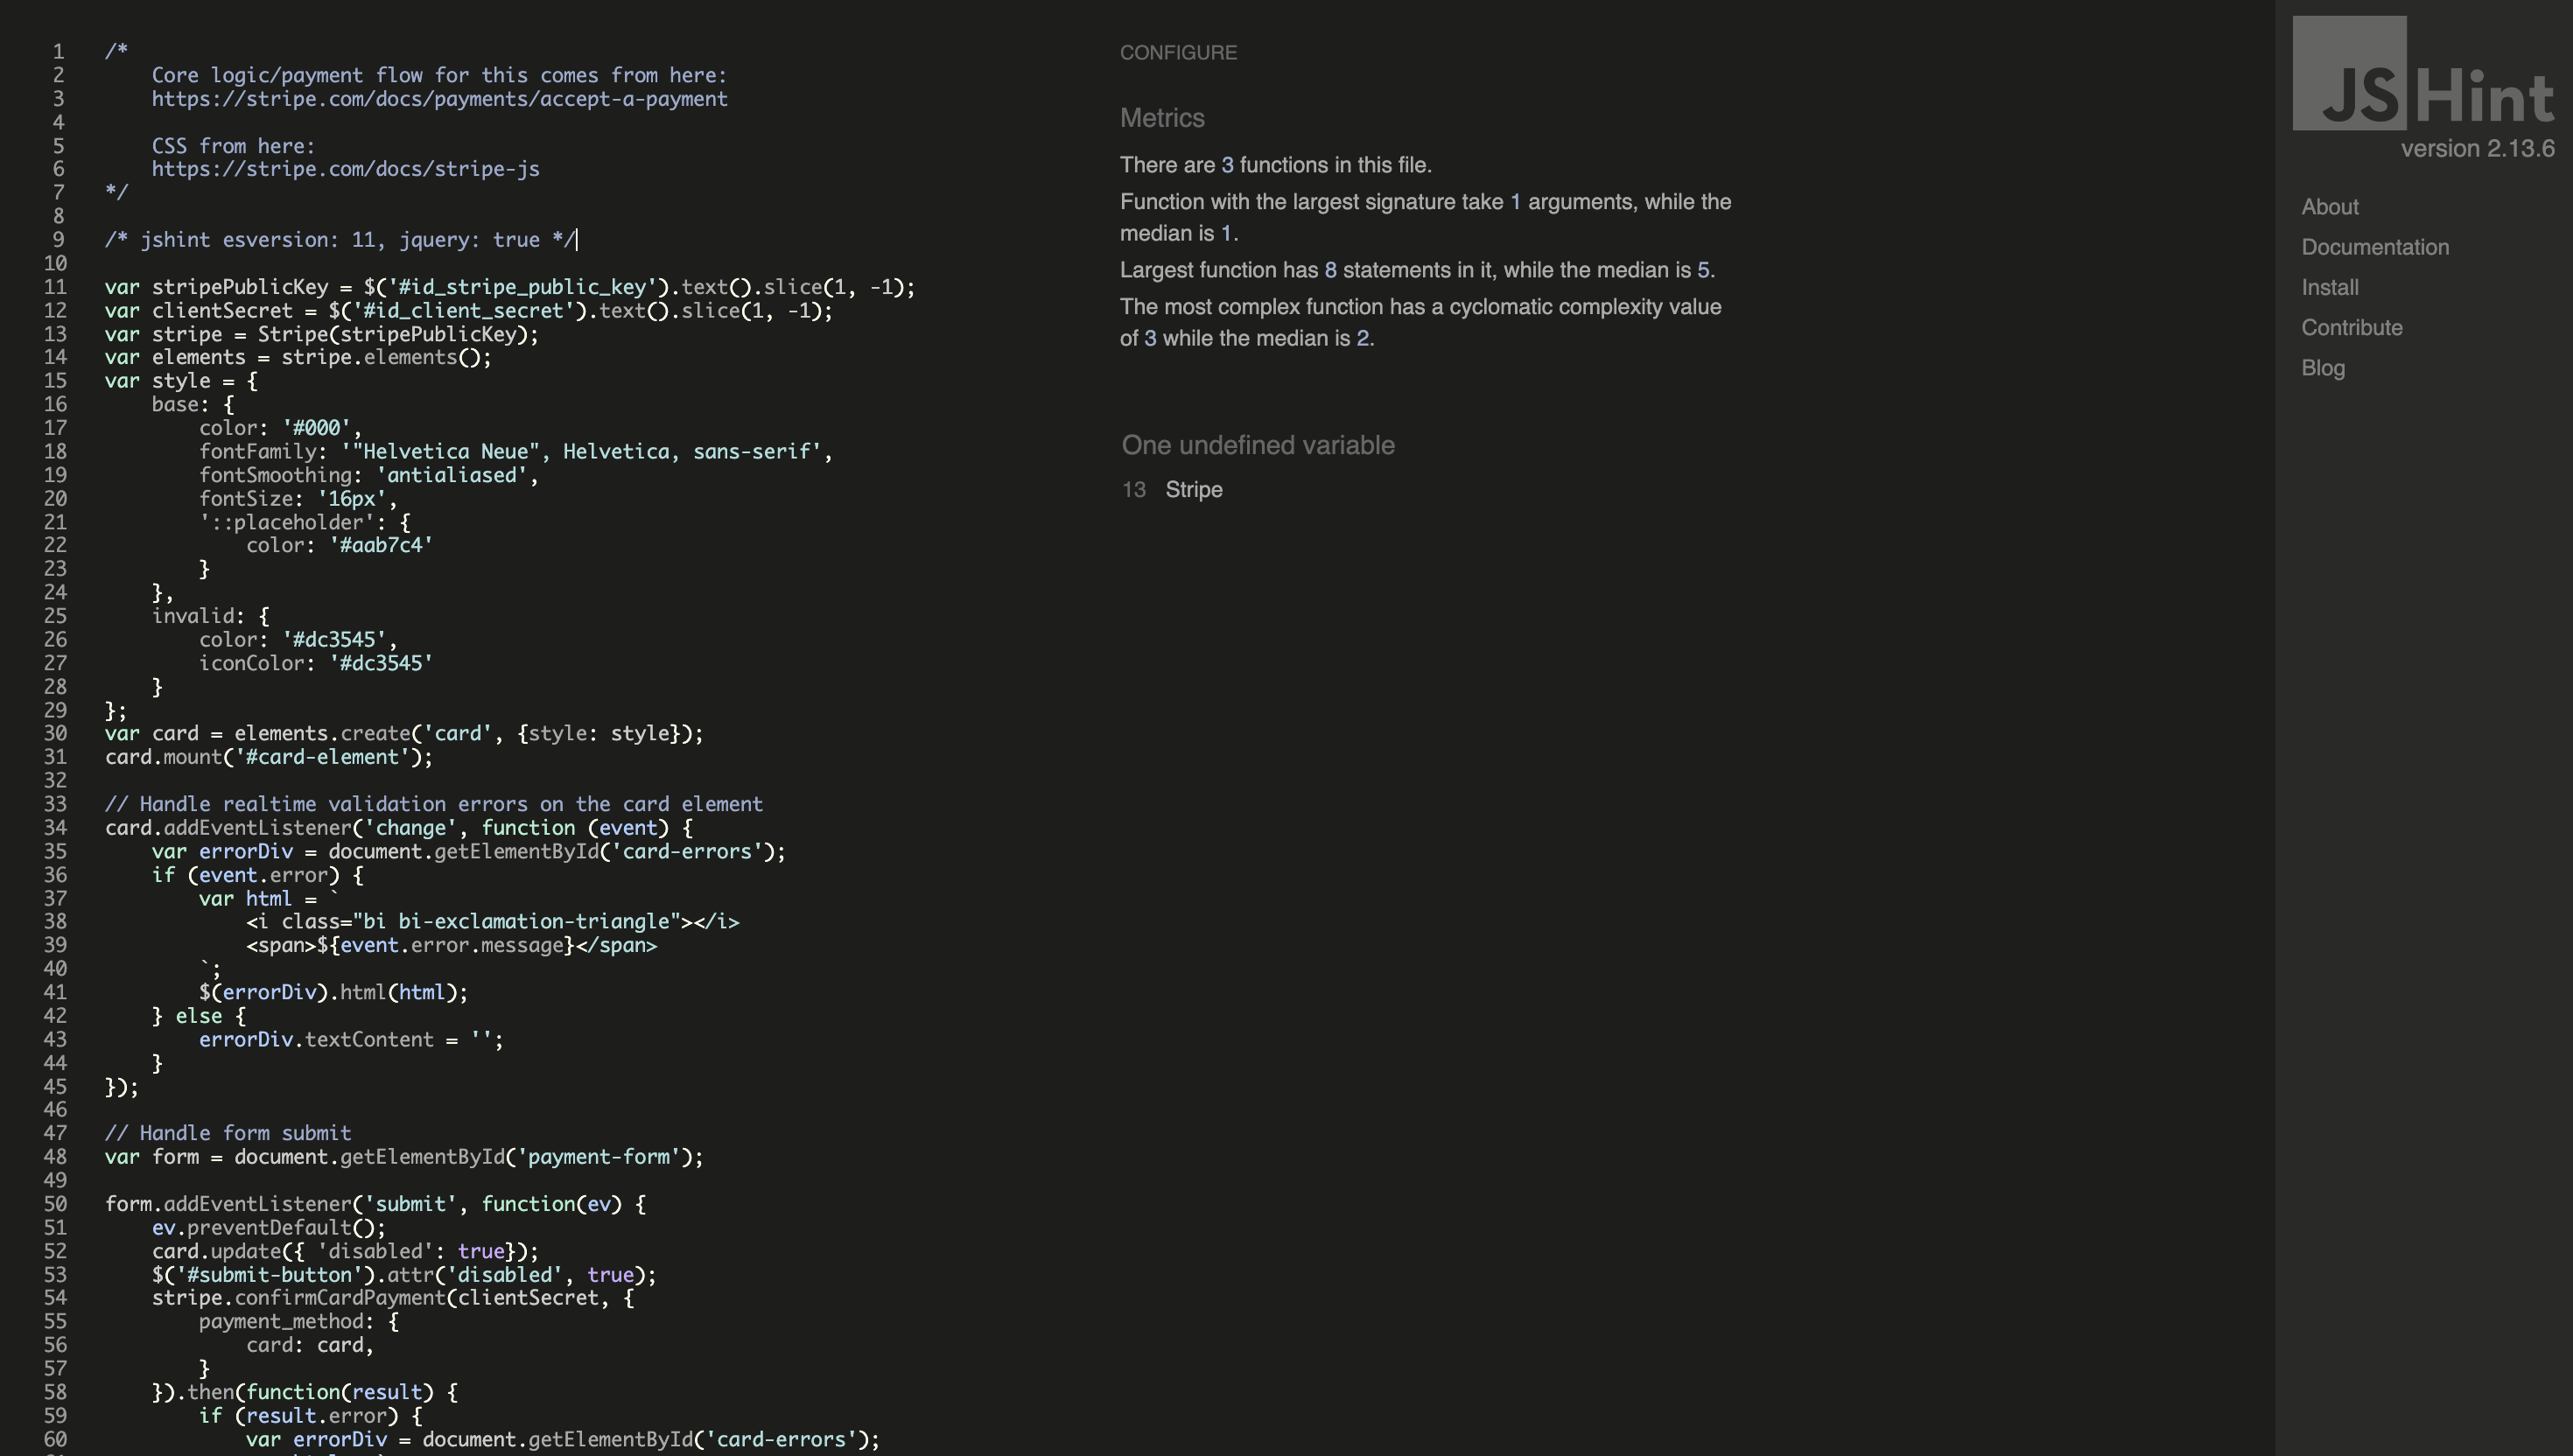 1 /*
2 Core logic/payment flow for this comes from here:
3 https://stripe.com/docs/payments/accept-a-payment
4
5 CSS from here:
6 https://stripe.com/docs/stripe-js
7 */
8
9 /* jshint esversion: 11, jquery: true */
10
11 var stripePublicKey = $('#id_stripe_public_key').text().slice(1, -1);
12 var clientSecret = $('#id_client_secret').text().slice(1, -1);
13 var stripe = Stripe(stripePublicKey);
14 var elements = stripe.elements();
15 var style = {
16     base: {
17         color: '#000',
18         fontFamily: '"Helvetica Neue", Helvetica, sans-serif',
19         fontSmoothing: 'antialiased',
20         fontSize: '16px',
21         '::placeholder': {
22             color: '#aab7c4'
23         }
24     },
25     invalid: {
26         color: '#dc3545',
27         iconColor: '#dc3545'
28     }
29 };
30 var card = elements.create('card', {style: style});
31 card.mount('#card-element');
32
33 // Handle realtime validation errors on the card element
34 card.addEventListener('change', function (event) {
35     var errorDiv = document.getElementById('card-errors');
36     if (event.error) {
37         var html = `
38             <i class="bi bi-exclamation-triangle"></i>
39             <span>${event.error.message}</span>
40         `;
41         $(errorDiv).html(html);
42     } else {
43         errorDiv.textContent = '';
44     }
45 });
46
47 // Handle form submit
48 var form = document.getElementById('payment-form');
49
50 form.addEventListener('submit', function(ev) {
51     ev.preventDefault();
52     card.update({ 'disabled': true});
53     $('#submit-button').attr('disabled', true);
54     stripe.confirmCardPayment(clientSecret, {
55         payment_method: {
56             card: card,
57         }
58     }).then(function(result) {
59         if (result.error) {
60             var errorDiv = document.getElementById('card-errors');
CONFIGURE
Metrics
There are 3 functions in this file.
Function with the largest signature take 1 arguments, while the
median is 1.
Largest function has 8 statements in it, while the median is 5.
The most complex function has a cyclomatic complexity value
of 3 while the median is 2.
One undefined variable
13 Stripe
JSHint
version 2.13.6
About
Documentation
Install
Contribute
Blog